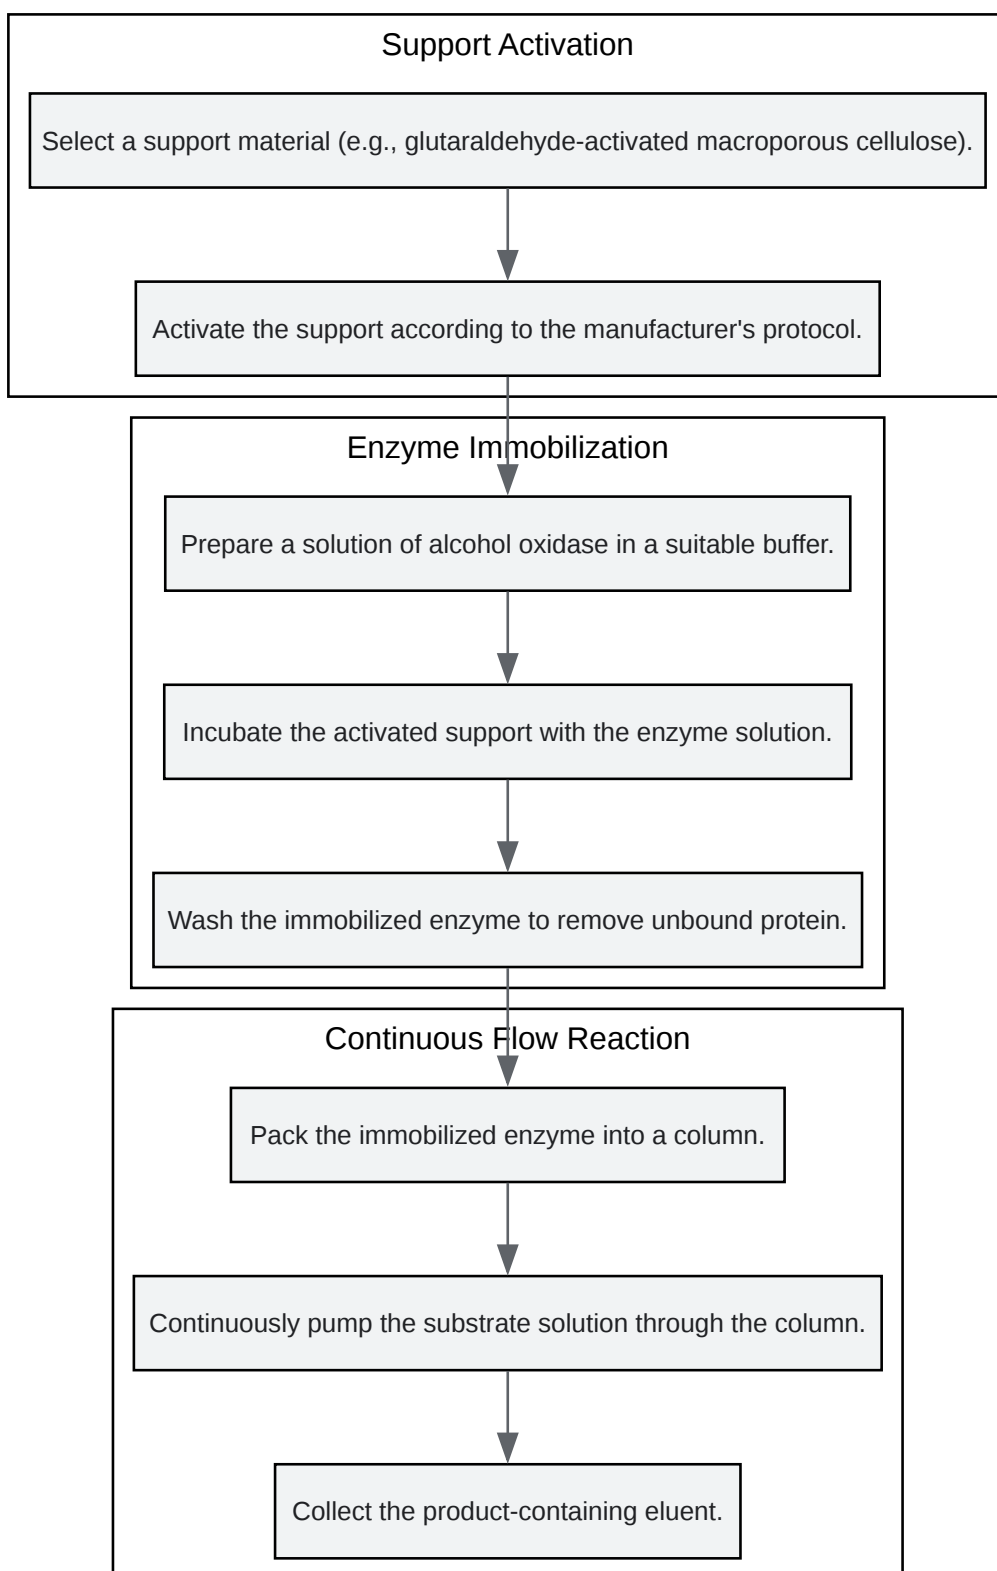 Support Activation
Select a support material (e.g., glutaraldehyde-activated macroporous cellulose).
Activate the support according to the manufacturer's protocol.
Enzyme Immobilization
Prepare a solution of alcohol oxidase in a suitable buffer.
Incubate the activated support with the enzyme solution.
Wash the immobilized enzyme to remove unbound protein.
Continuous Flow Reaction
Pack the immobilized enzyme into a column.
Continuously pump the substrate solution through the column.
Collect the product-containing eluent.